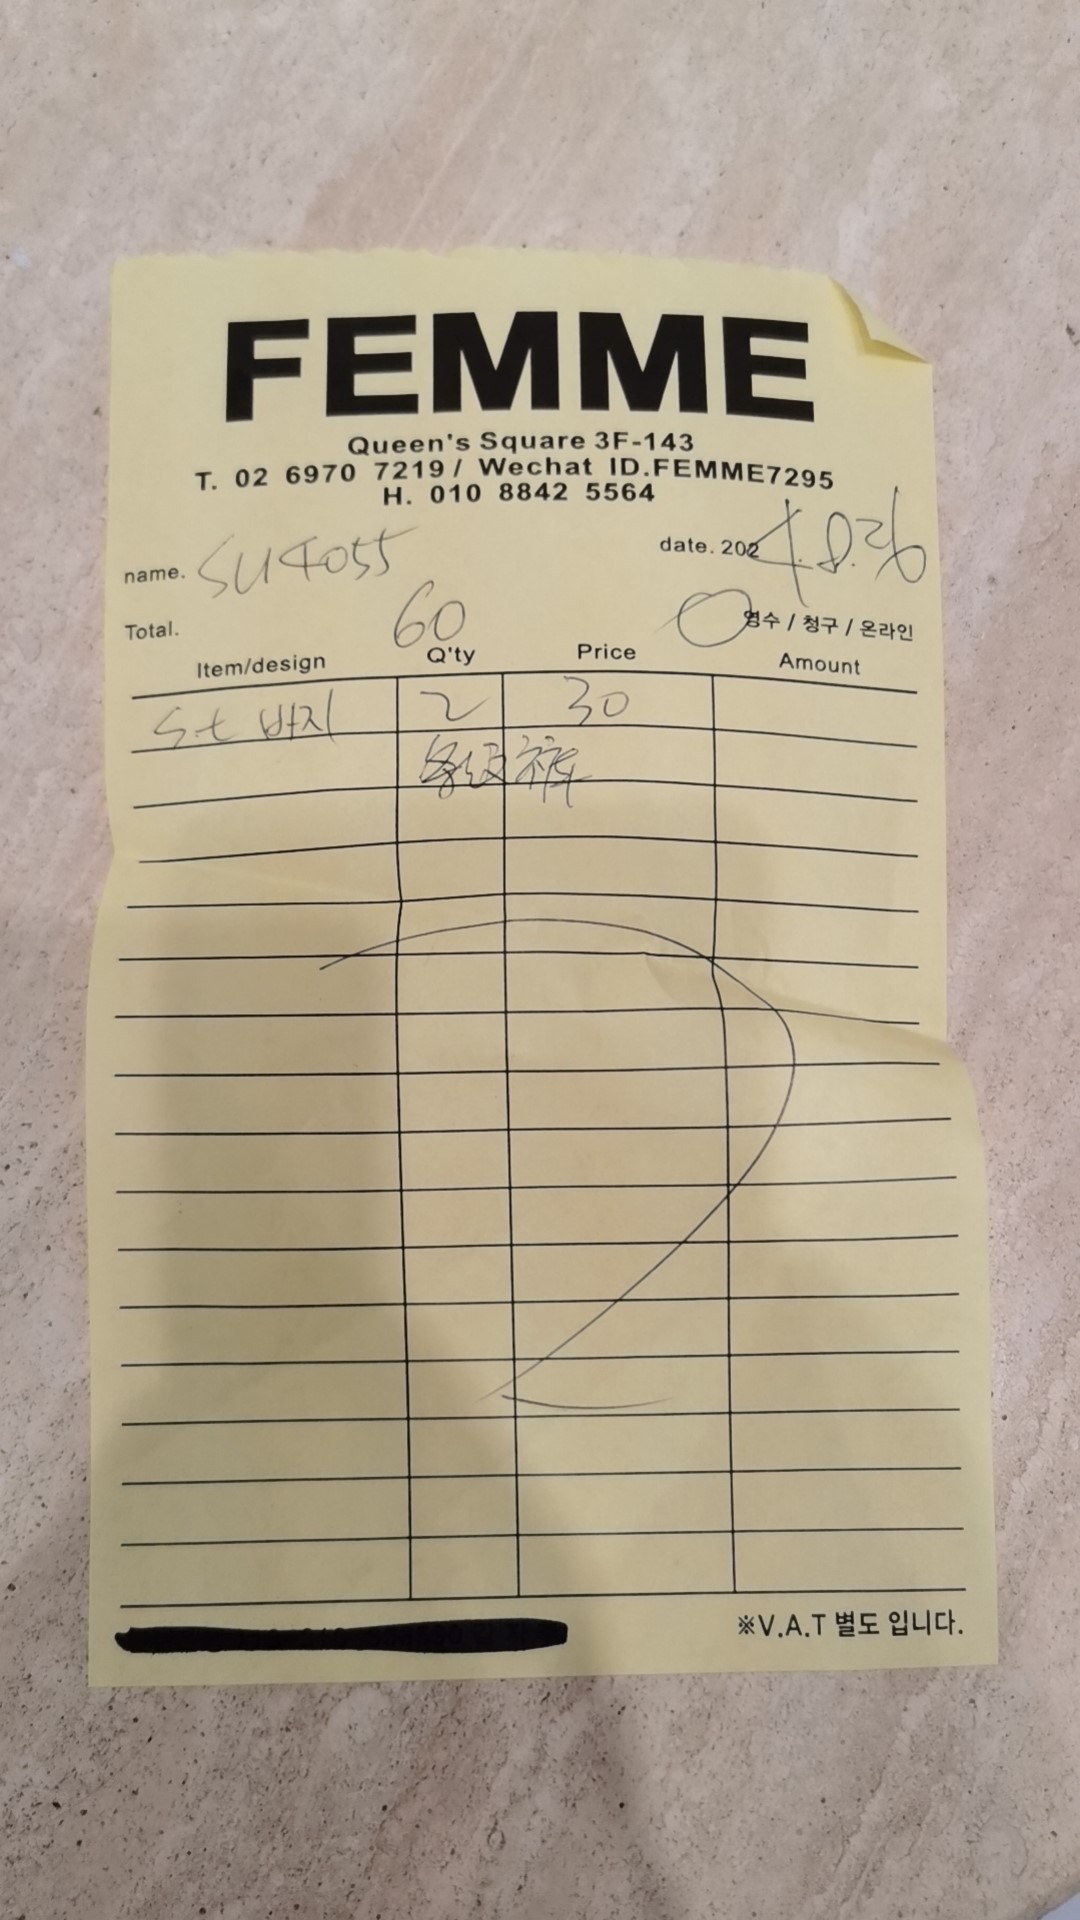 FEMME
Queen's Square 3F-143
T. 02 6970 7219 / Wechat ID.FEMME7295
H. 010 8842 5564
name. SU4055 date. 2024.8.26
Total. 60 영수 / 청구 / 온라인
Item/design Q'ty Price Amount
S.t 바지 2 30
裤
※V.A.T 별도 입니다.